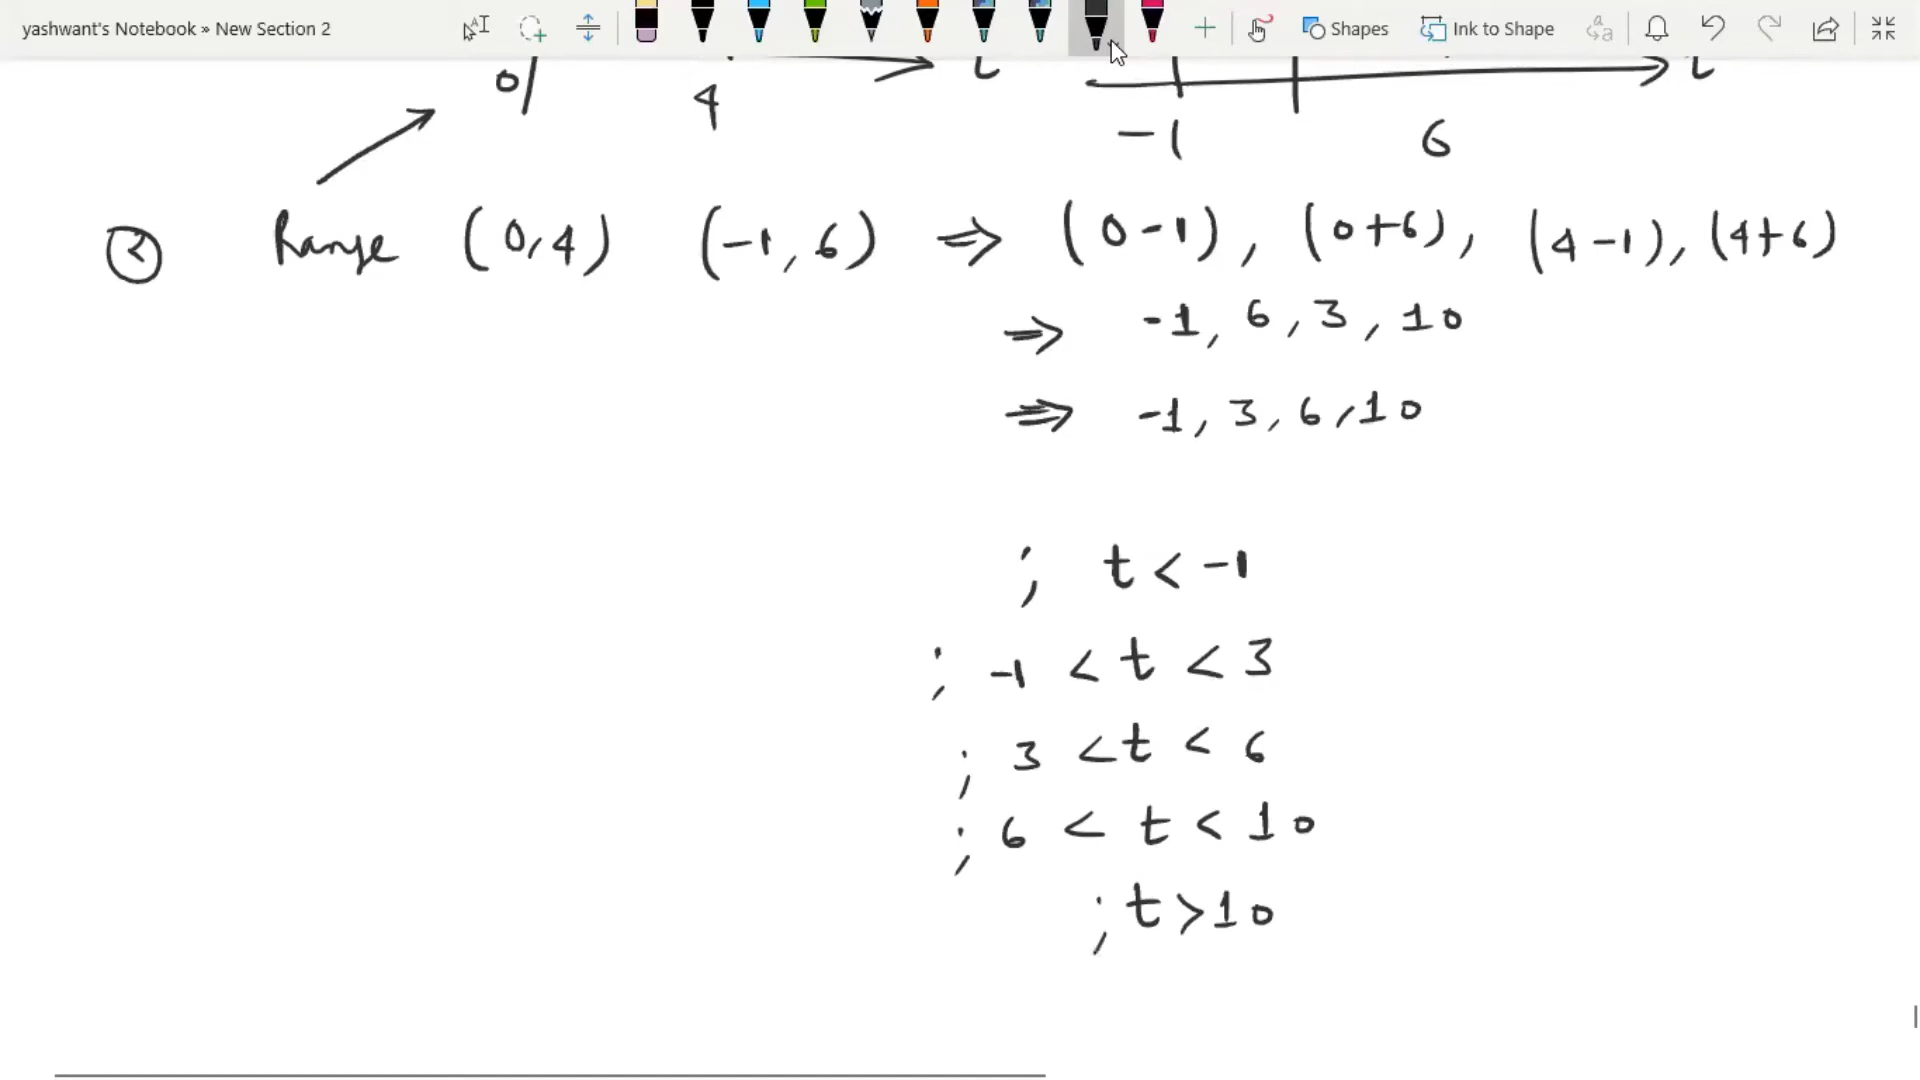 yashwant's Notebook » New Section 2
Shapes
Ink to Shape
0 4 t -1 6 t
② Range (0,4) (-1,6) ⇒ (0-1), (0+6), (4-1), (4+6)
⇒ -1, 6, 3, 10
⇒ -1, 3, 6, 10
; t < -1
; -1 < t < 3
; 3 < t < 6
; 6 < t < 10
; t > 10